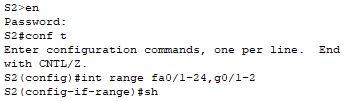 S2>en
Password:
S2#conf t
Enter configuration commands, one per line.  End
with CNTL/Z.
S2(config)#int range fa0/1-24,g0/1-2
S2(config-if-range)#sh